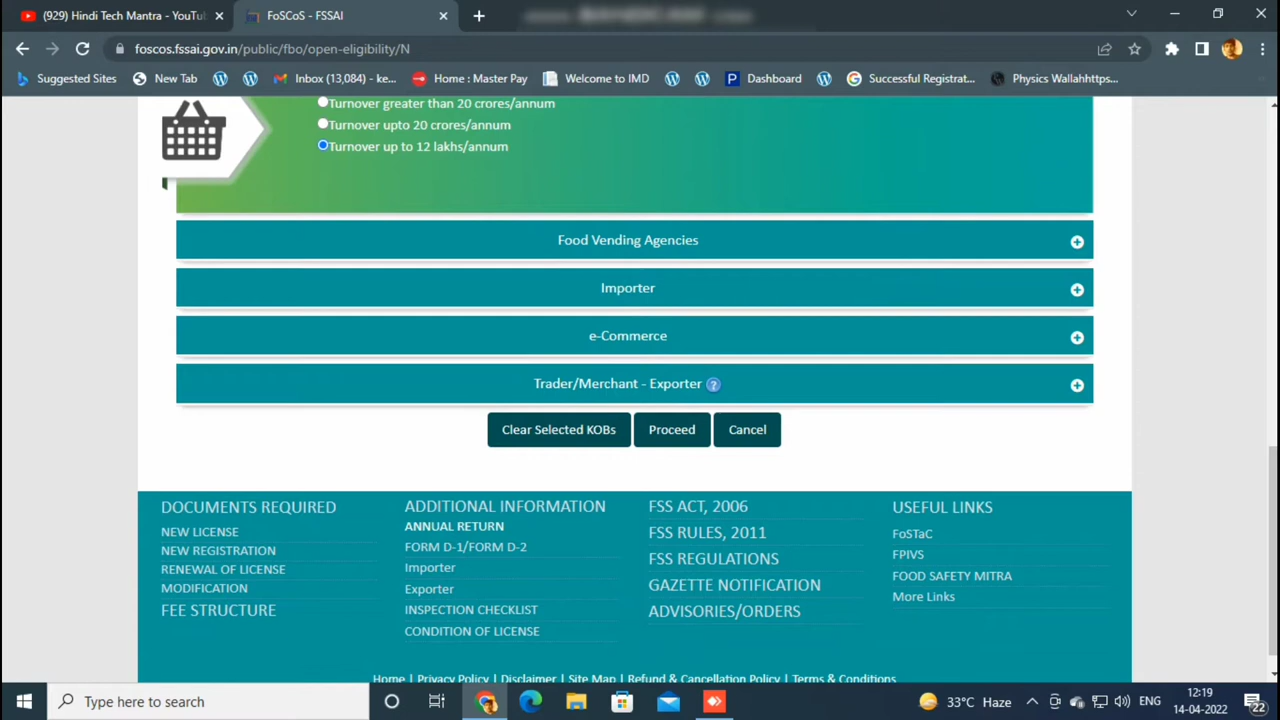 (929) Hindi Tech Mantra - YouTub
FoSCoS - FSSAI
foscos.fssai.gov.in/public/fbo/open-eligibility/N
Suggested Sites
New Tab
Inbox (13,084) - ke...
Home : Master Pay
Welcome to IMD
Dashboard
Successful Registrat...
Physics Wallahhttps...
Turnover greater than 20 crores/annum
Turnover upto 20 crores/annum
Turnover up to 12 lakhs/annum
Food Vending Agencies
Importer
e-Commerce
Trader/Merchant - Exporter ?
Clear Selected KOBs
Proceed
Cancel
DOCUMENTS REQUIRED
NEW LICENSE
NEW REGISTRATION
RENEWAL OF LICENSE
MODIFICATION
FEE STRUCTURE
ADDITIONAL INFORMATION
ANNUAL RETURN
FORM D-1/FORM D-2
Importer
Exporter
INSPECTION CHECKLIST
CONDITION OF LICENSE
FSS ACT, 2006
FSS RULES, 2011
FSS REGULATIONS
GAZETTE NOTIFICATION
ADVISORIES/ORDERS
USEFUL LINKS
FoSTaC
FPIVS
FOOD SAFETY MITRA
More Links
Home | Privacy Policy | Disclaimer | Site Map | Refund & Cancellation Policy | Terms & Conditions
Type here to search
33°C Haze
ENG
12:19
14-04-2022
22